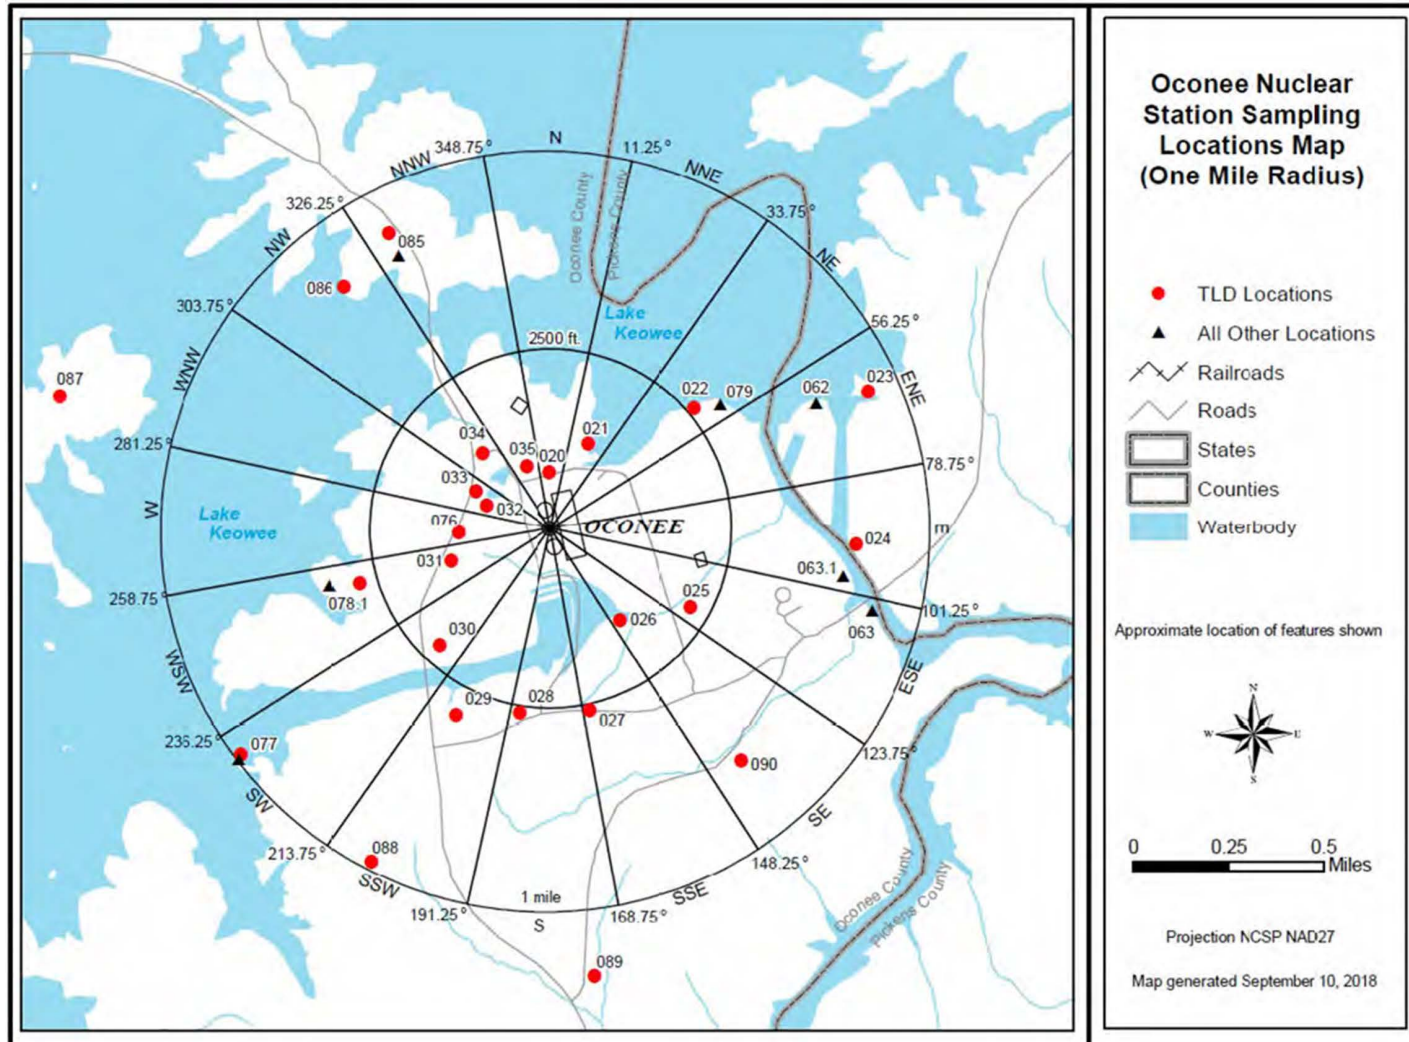 N
348.75°
11.25°
NNW
NNE
326.25°
33.75°
NW
NE
085
086
303.75°
Oconee County
Pickens County
Lake
Keowee
56.25°
2500 ft.
WNW
ENE
087
022
079
062
023
281.25°
034
035
020
021
78.75°
033
032
W
Lake
Keowee
076
OCONEE
E
024
031
063.1
258.75°
078.1
025
063
101.25°
026
030
WSW
ESE
029
028
027
236.25°
077
090
123.75°
SW
SE
213.75°
088
148.25°
SSW
SSE
191.25°
1 mile
S
168.75°
089
Oconee County
Pickens County
Oconee Nuclear
Station Sampling
Locations Map
(One Mile Radius)
TLD Locations
All Other Locations
Railroads
Roads
States
Counties
Waterbody
Approximate location of features shown
N
W
E
S
0
0.25
0.5
Miles
Projection NCSP NAD27
Map generated September 10, 2018